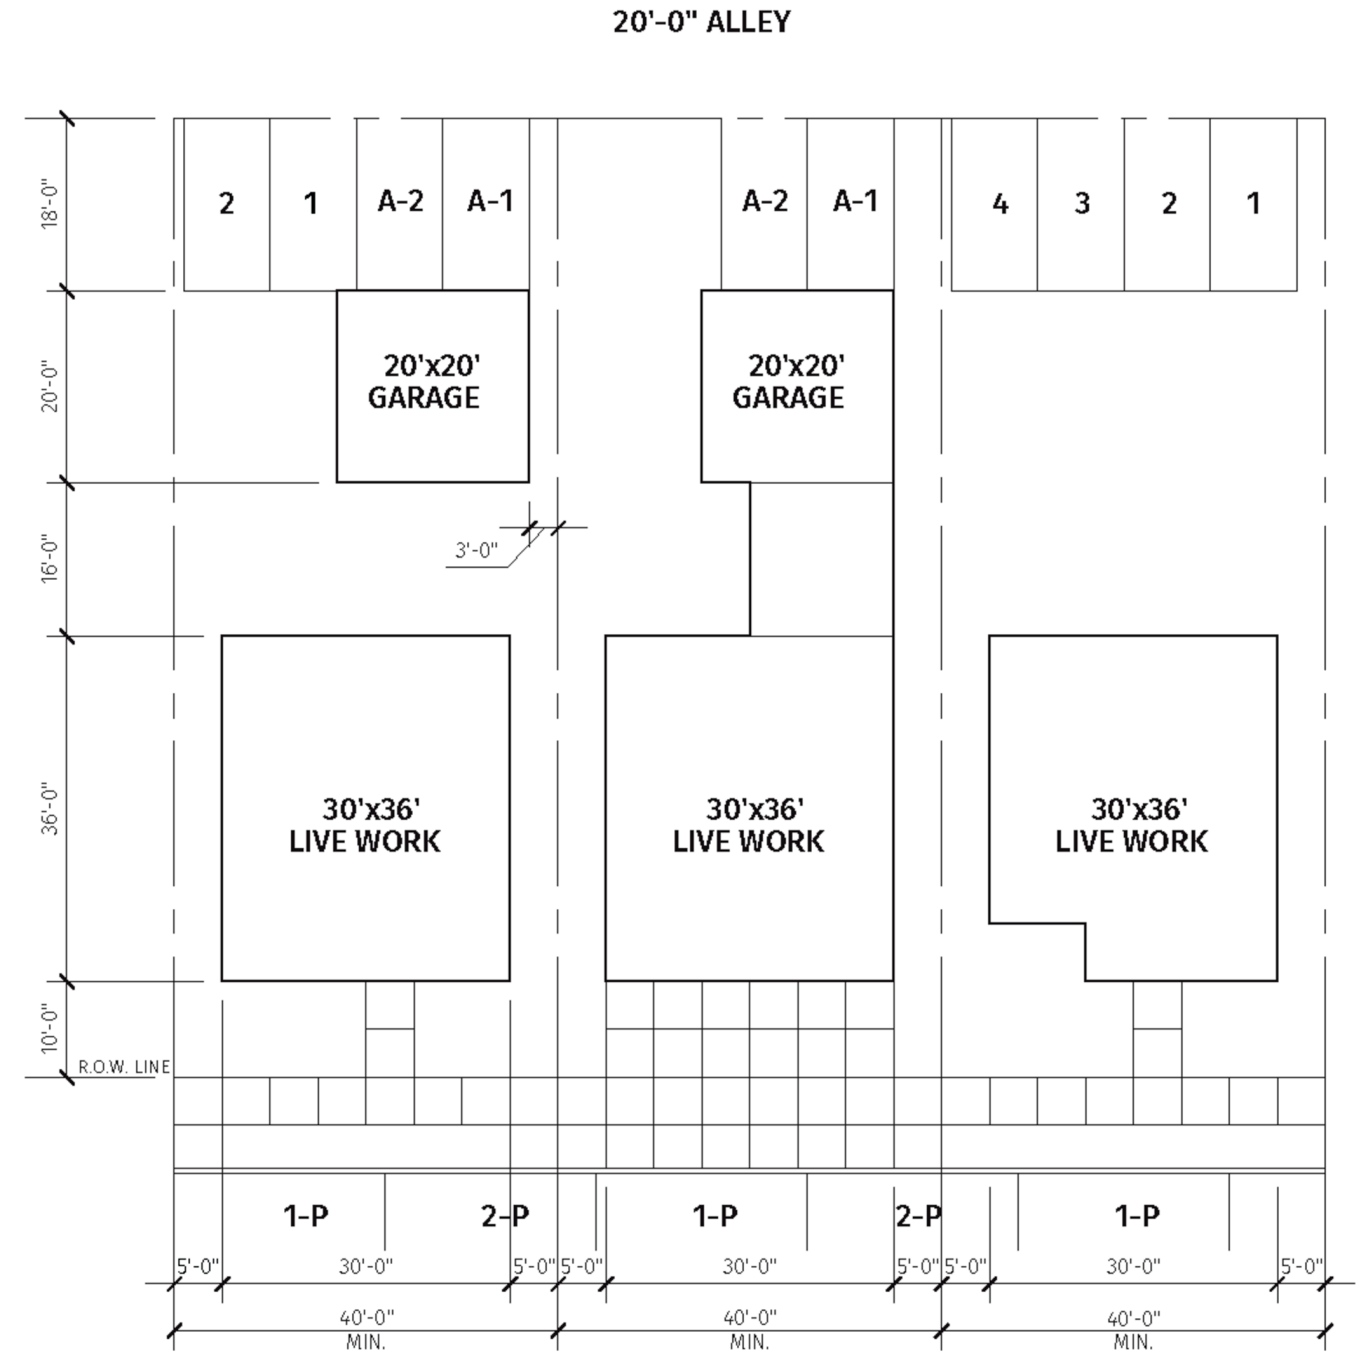 20'-0" ALLEY
18'-0"
2 1 A-2 A-1 A-2 A-1 4 3 2 1
20'-0"
20'x20'
GARAGE
20'x20'
GARAGE
16'-0"
3'-0"
36'-0"
30'x36'
LIVE WORK
30'x36'
LIVE WORK
30'x36'
LIVE WORK
10'-0"
R.O.W. LINE
1-P 2-P 1-P 2-P 1-P
5'-0" 30'-0" 5'-0" 5'-0" 30'-0" 5'-0" 5'-0" 30'-0" 5'-0"
40'-0" 40'-0" 40'-0"
MIN. MIN. MIN.